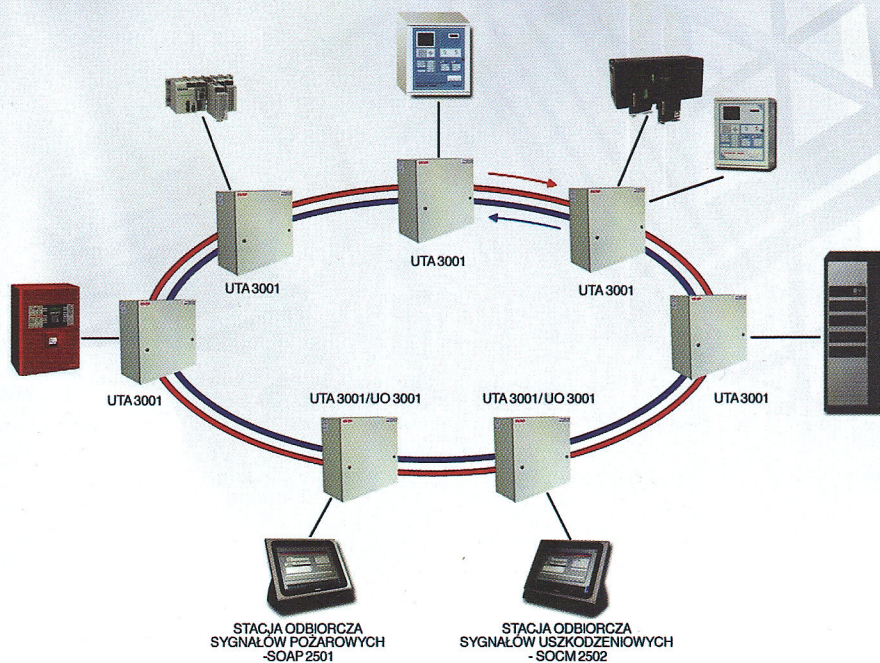 UTA 3001
UTA 3001
UTA 3001
UTA 3001
UTA 3001
UTA 3001/UO 3001
UTA 3001/UO 3001
STACJA ODBIORCZA
SYGNAŁÓW POŻAROWYCH
-SOAP 2501
STACJA ODBIORCZA
SYGNAŁÓW USZKODZENIOWYCH
- SOCM 2502